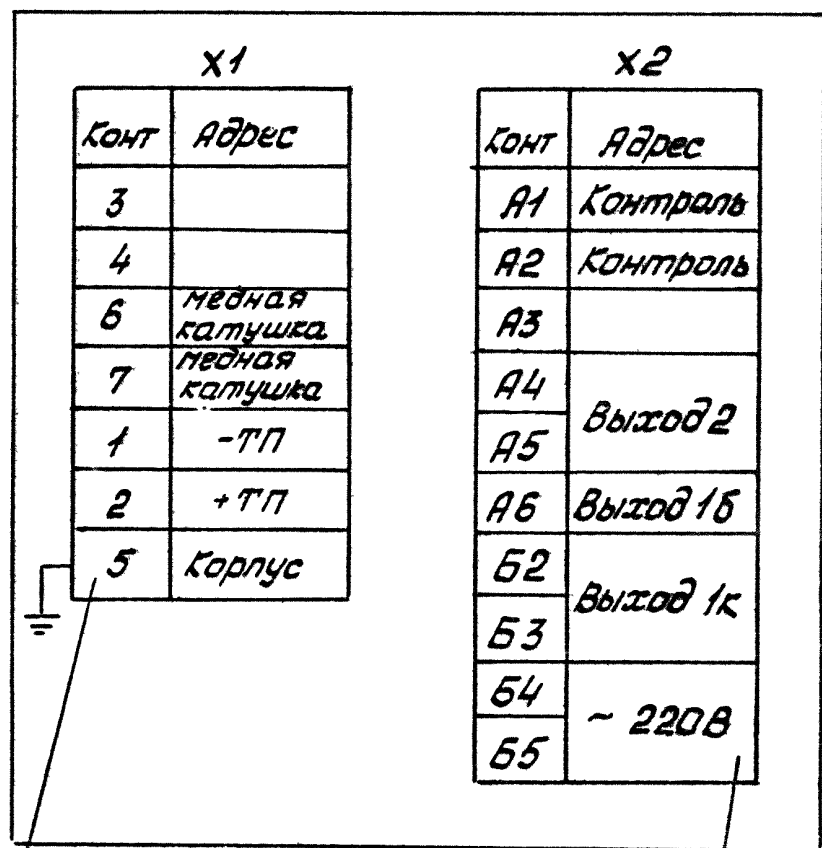 X1
Конт Адрес
3
4
6 медная
катушка
7 медная
катушка
1 -ТП
2 +ТП
5 Корпус
X2
Конт Адрес
А1 Контроль
А2 Контроль
А3
А4
Выход 2
А5
А6 Выход 1б
Б2
Выход 1к
Б3
Б4
~ 220В
Б5